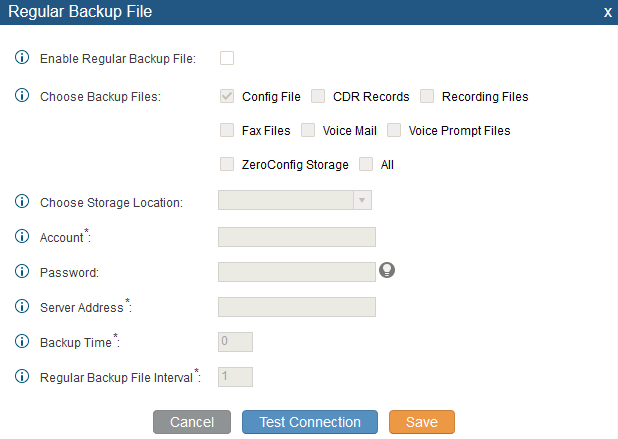 Regular Backup File x
Enable Regular Backup File:
Choose Backup Files: Config File CDR Records Recording Files
Fax Files Voice Mail Voice Prompt Files
ZeroConfig Storage All
Choose Storage Location:
Account*:
Password:
Server Address*:
Backup Time*: 0
Regular Backup File Interval*: 1
Cancel Test Connection Save